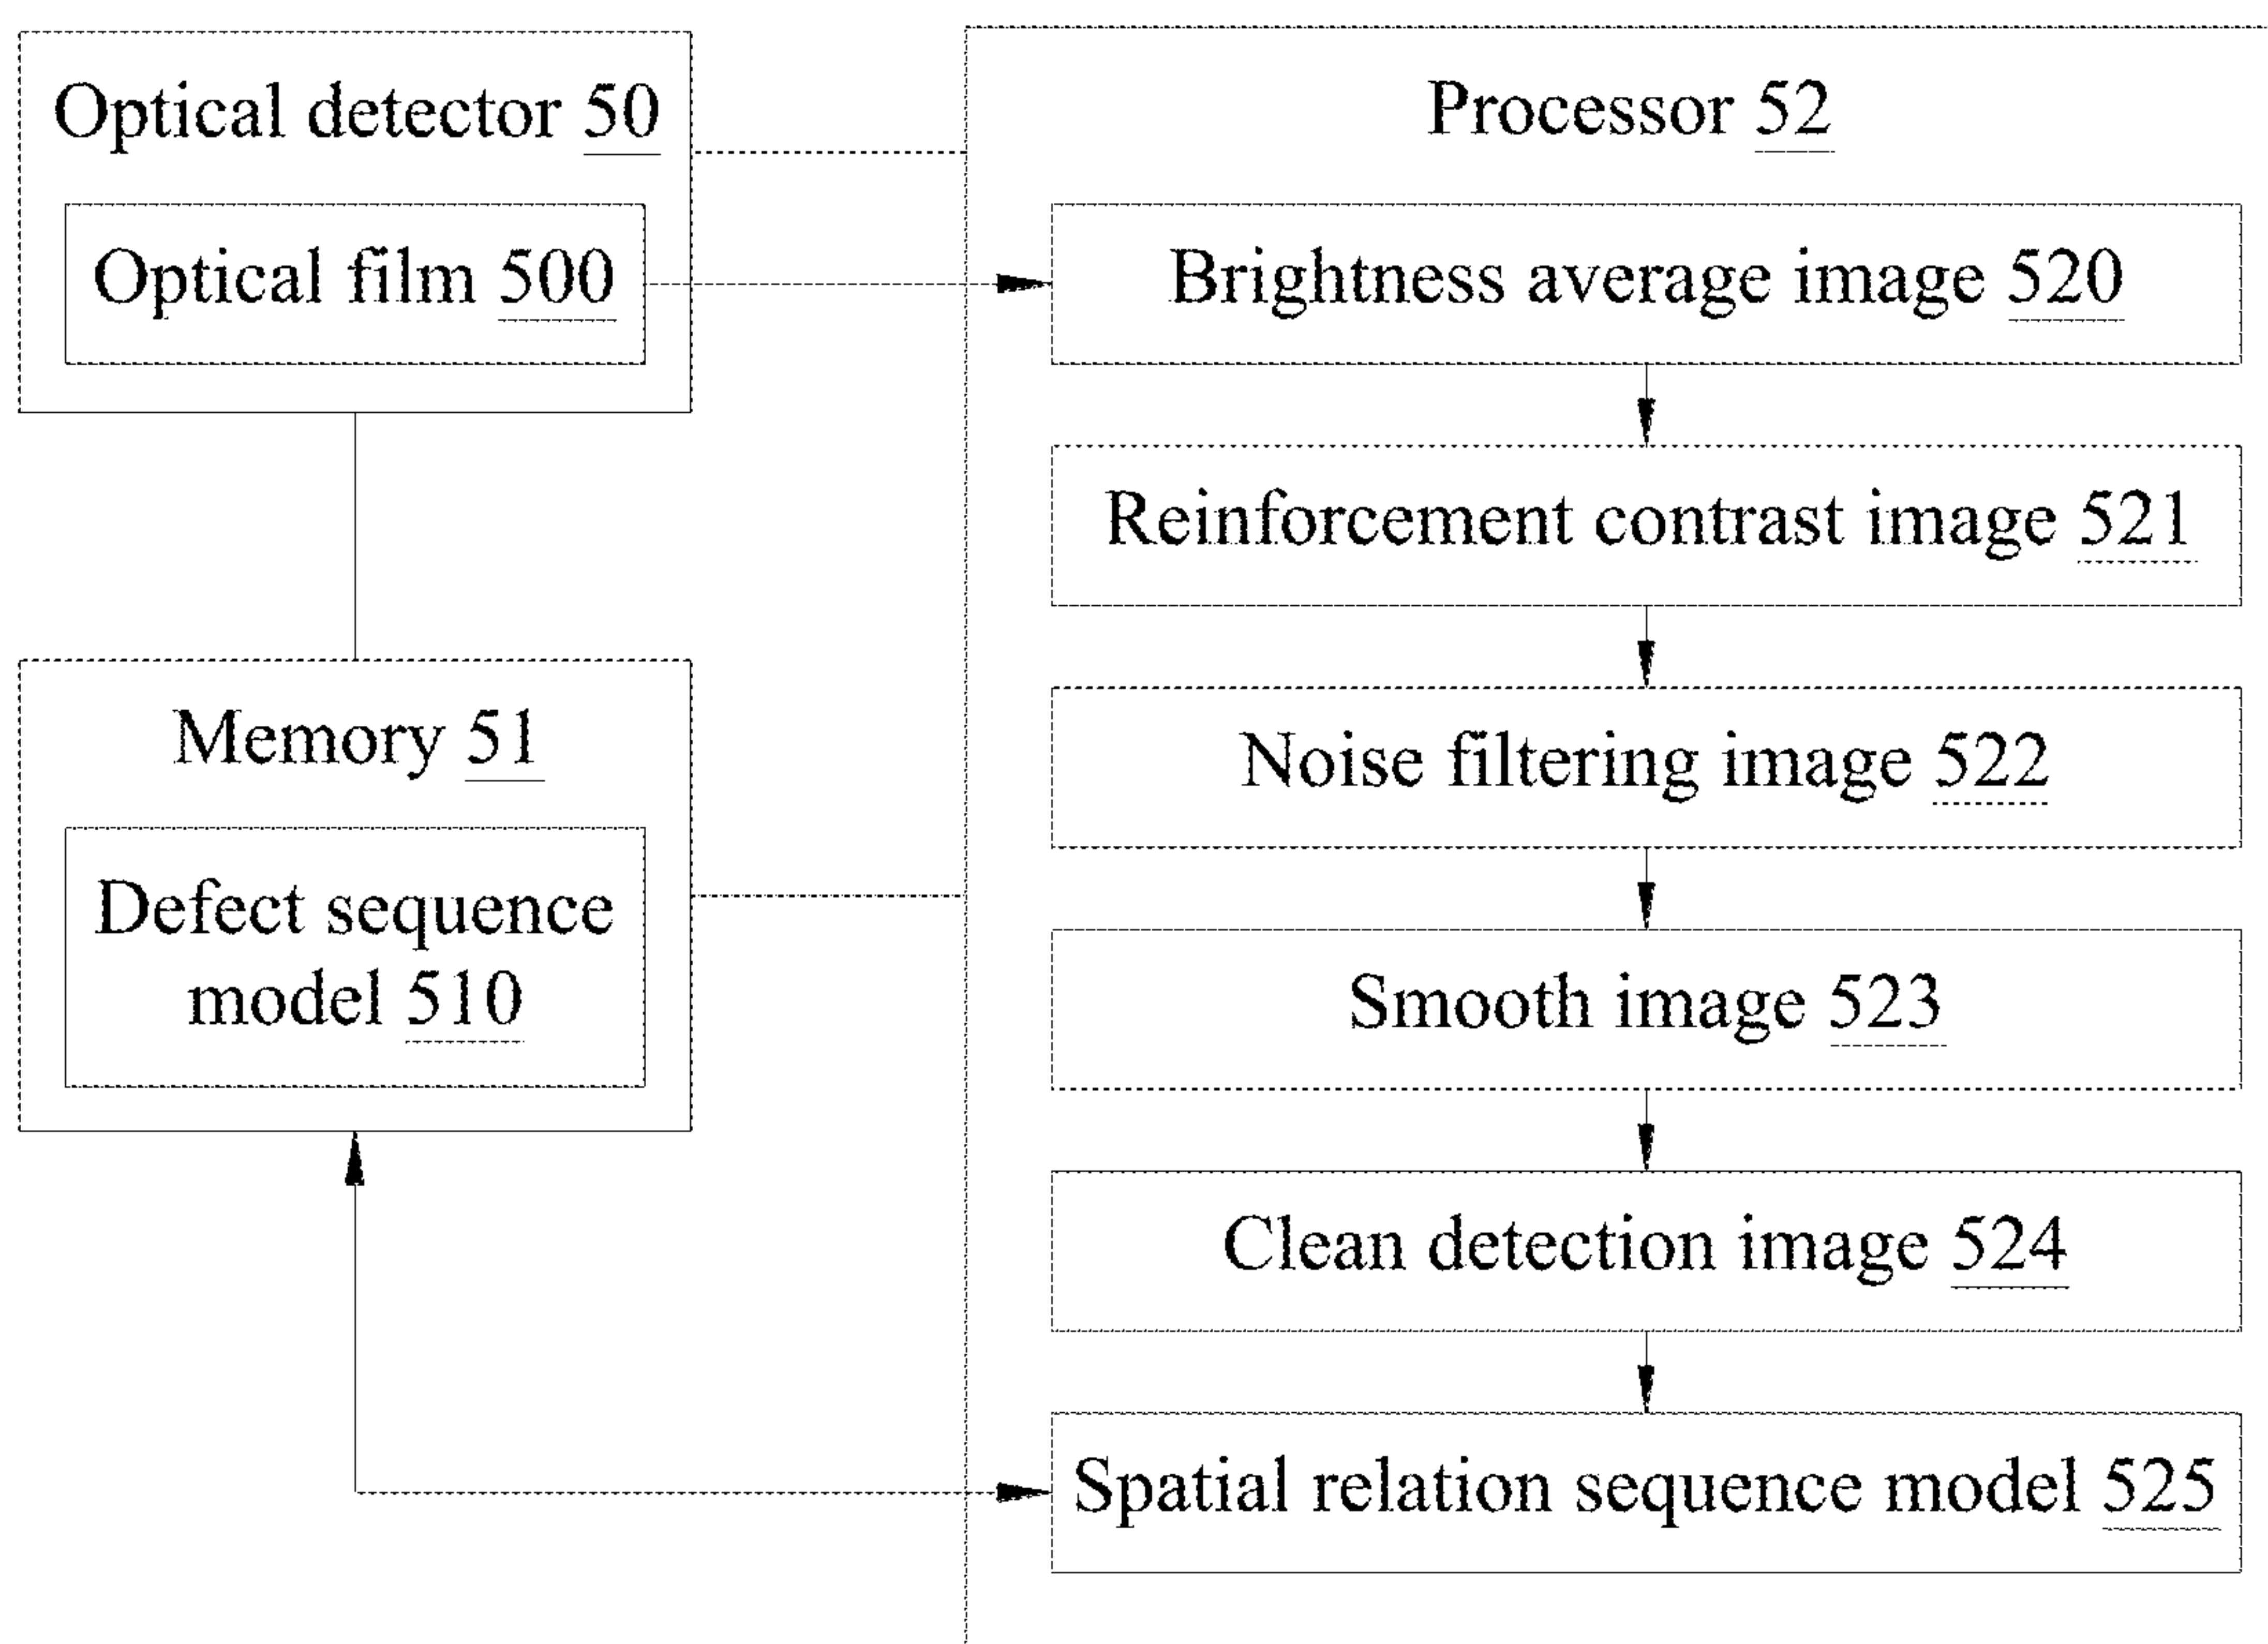 Optical detector 50
Optical film 500
Memory 51
Defect sequence
model 510
Processor 52
Brightness average image 520
Reinforcement contrast image 521
Noise filtering image 522
Smooth image 523
Clean detection image 524
Spatial relation sequence model 525